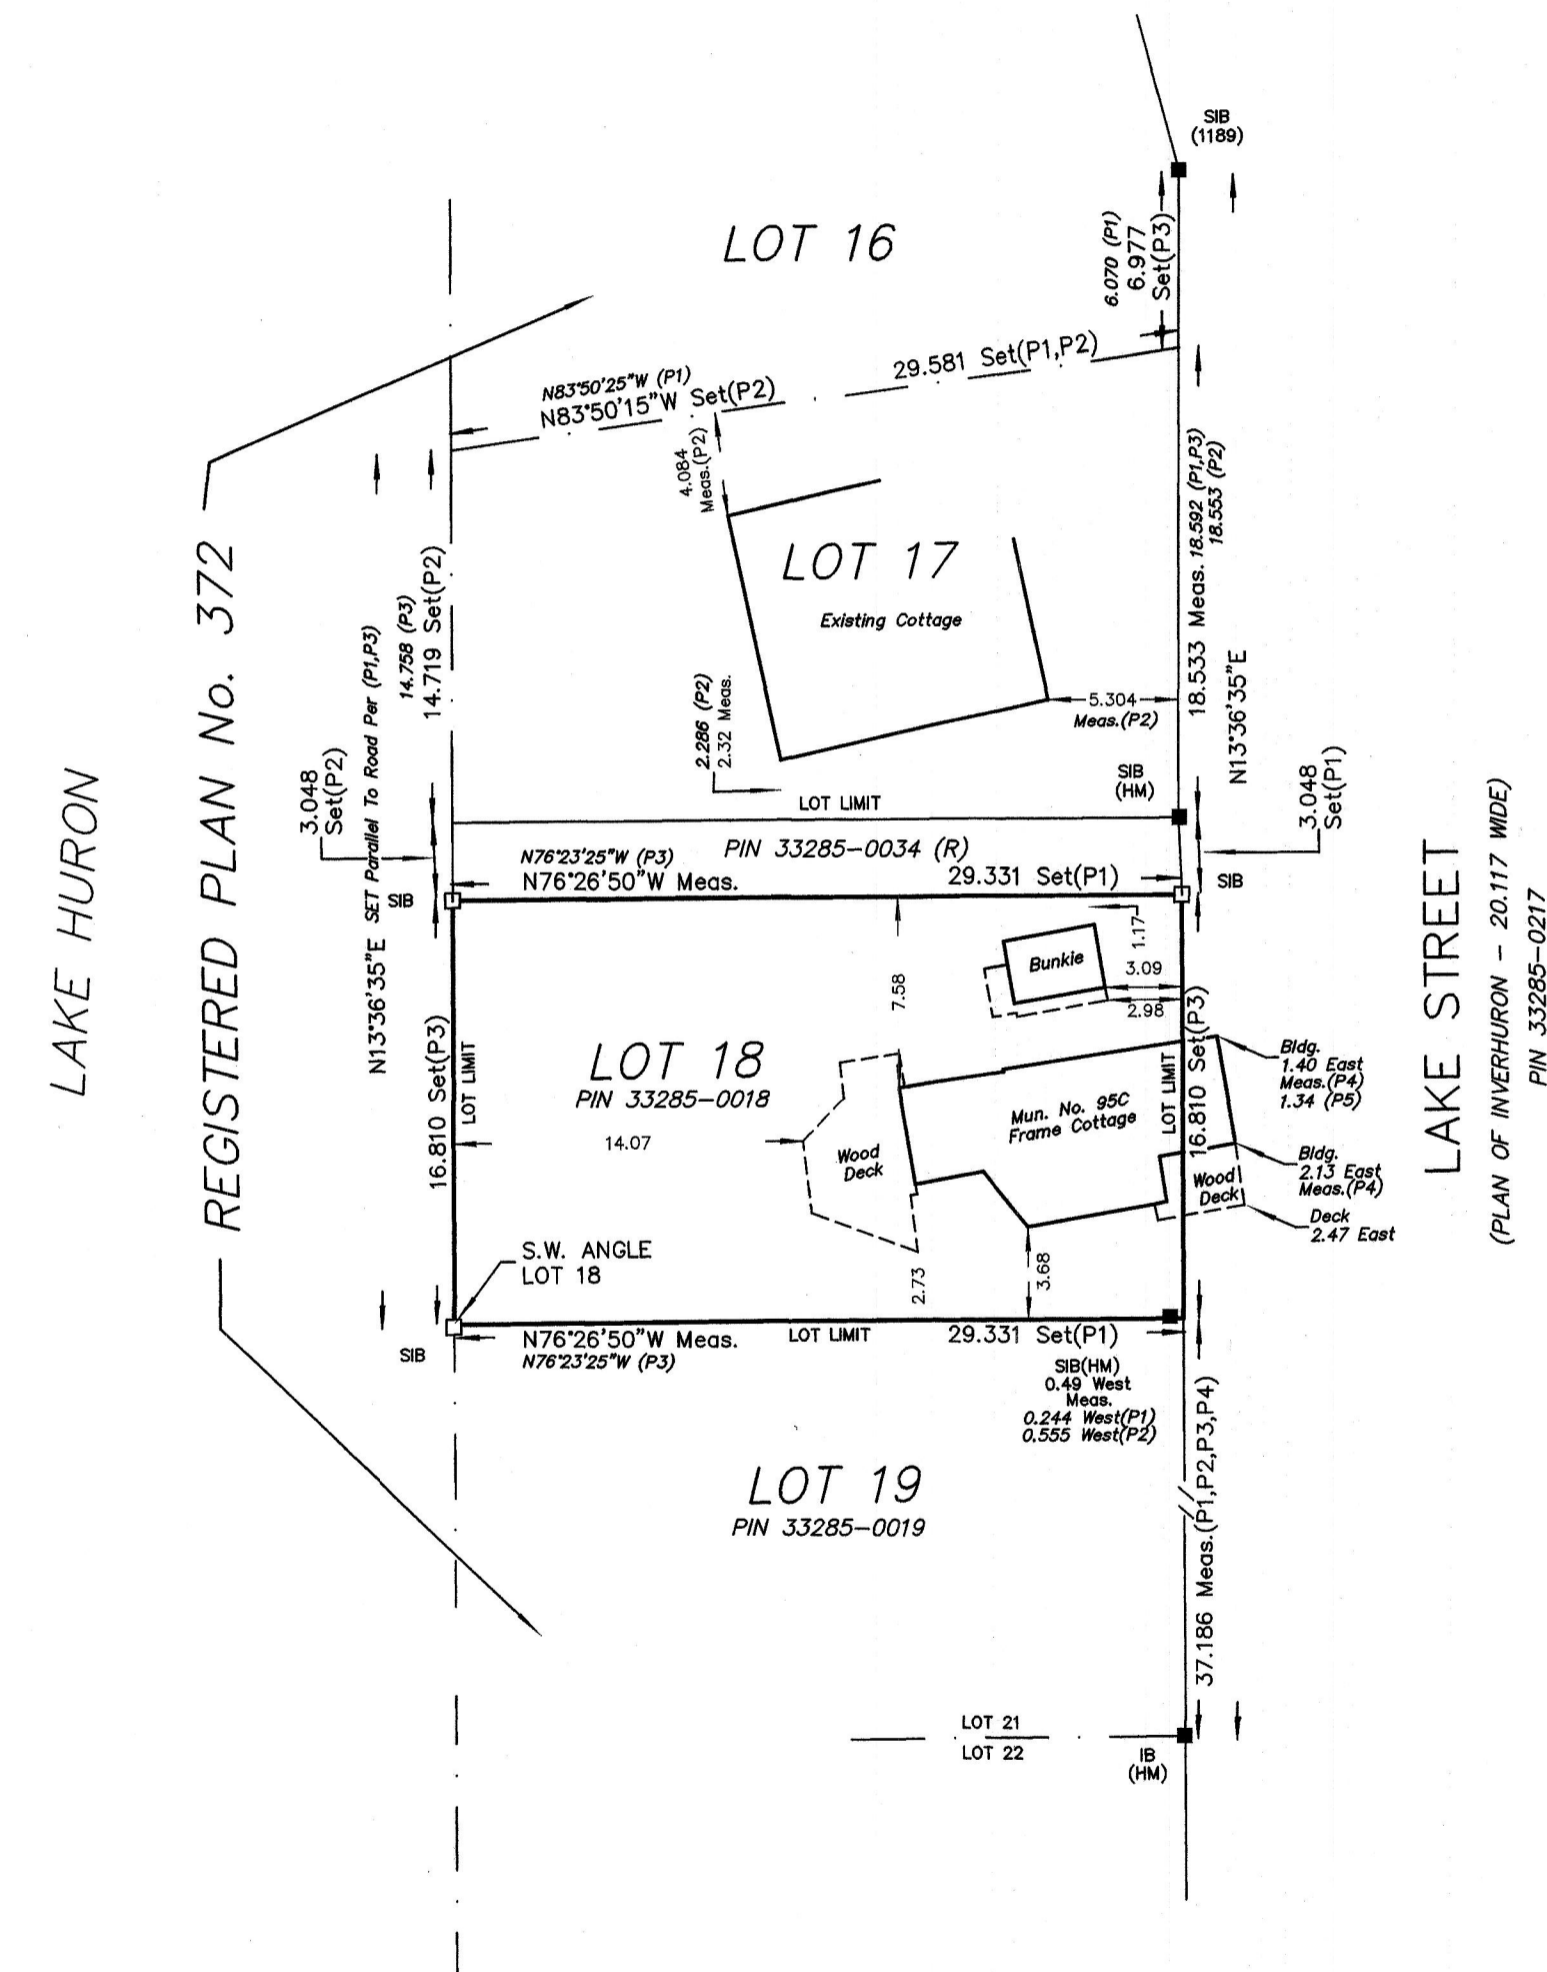 SIB
(1189)
LOT 16
6.070 (P1)
6.977
Set(P3)
N83°50'25"W (P1)
N83°50'15"W Set(P2)
29.581 Set(P1,P2)
4.084
Meas.(P2)
LOT 17
Existing Cottage
18.533 Meas. 18.592 (P1,P3)
18.553 (P2)
N13°36'35"E
14.758 (P3)
14.719 Set(P2)
N13°36'35"E SET Parallel To Road Per (P1,P3)
REGISTERED PLAN No. 372
LAKE HURON
2.286 (P2)
2.32 Meas.
5.304
Meas.(P2)
SIB
(HM)
3.048
Set(P2)
3.048
Set(P1)
LOT LIMIT
PIN 33285-0034 (R)
N76°23'25"W (P3)
N76°26'50"W Meas.
29.331 Set(P1)
SIB
SIB
Bunkie
1.17
3.09
2.98
7.58
16.810 Set(P3)
LOT LIMIT
LOT 18
PIN 33285-0018
14.07
Wood
Deck
Mun. No. 95C
Frame Cottage
LOT LIMIT
16.810 Set(P3)
Bldg.
1.40 East
Meas.(P4)
1.34 (P5)
Bldg.
2.13 East
Meas.(P4)
Wood
Deck
Deck
2.47 East
LAKE STREET
(PLAN OF INVERHURON - 20.117 WIDE)
PIN 33285-0217
S.W. ANGLE
LOT 18
2.73
3.68
SIB
N76°26'50"W Meas.
N76°23'25"W (P3)
LOT LIMIT
29.331 Set(P1)
SIB(HM)
0.49 West
Meas.
0.244 West(P1)
0.555 West(P2)
LOT 19
PIN 33285-0019
37.186 Meas.(P1,P2,P3,P4)
LOT 21
LOT 22
IB
(HM)